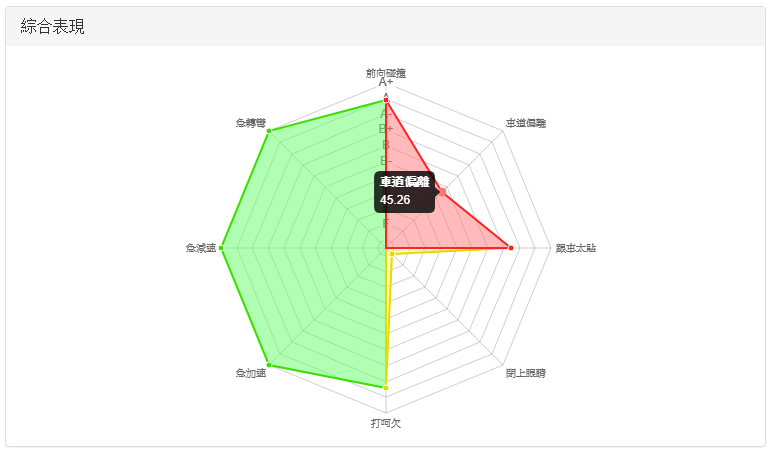 綜合表現
前向碰撞
A+
A
A-
B+
B
B-
F
急轉彎
車道偏離
車道偏離
45.26
急減速
跟車太貼
急加速
閉上眼睛
打呵欠